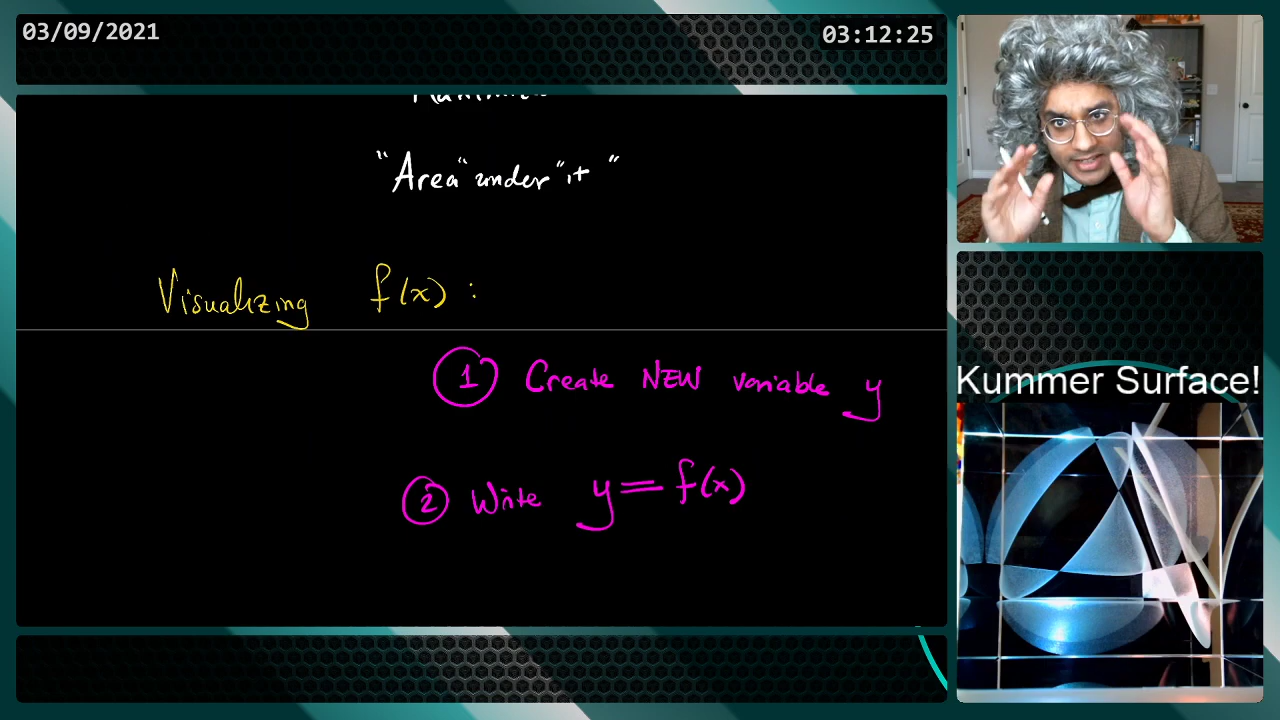 03/09/2021
03:12:25
"Area" under "it"
Visualizing f(x) :
1 Create NEW variable y
2 Write y = f(x)
Kummer Surface!